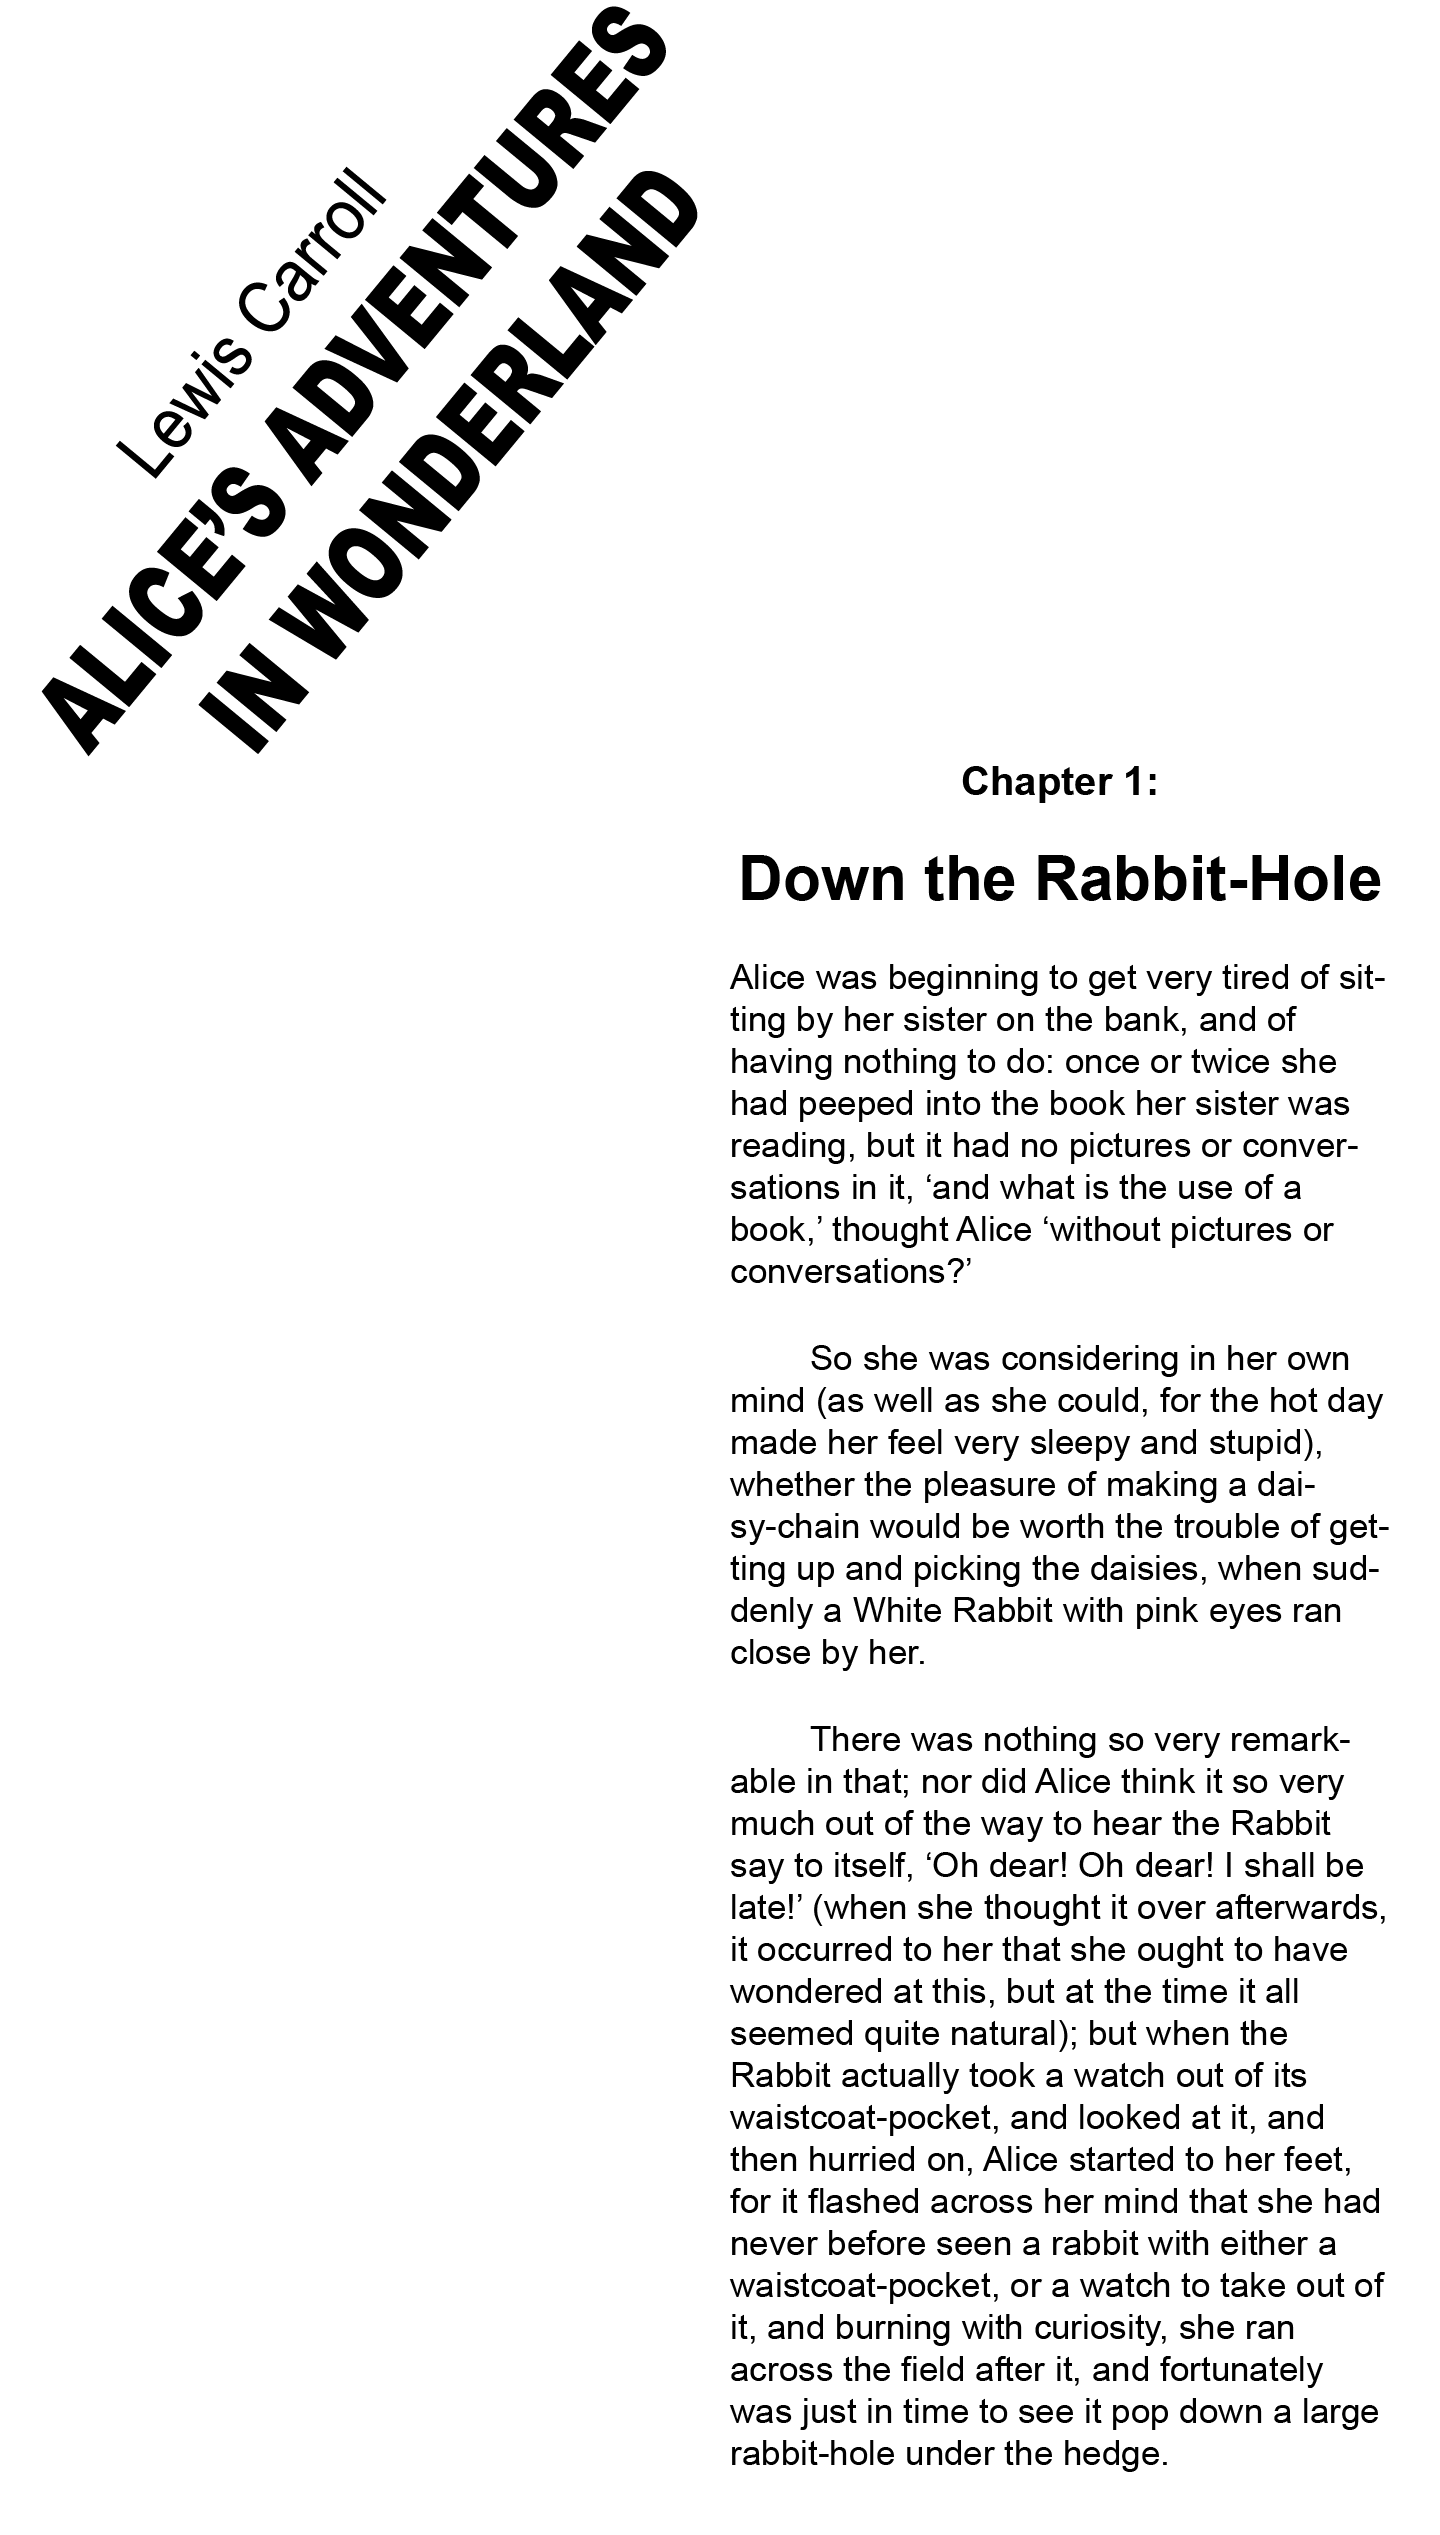 Lewis Carroll
ALICE’S ADVENTURES
IN WONDERLAND
Chapter 1:
Down the Rabbit-Hole
Alice was beginning to get very tired of sit-
ting by her sister on the bank, and of
having nothing to do: once or twice she
had peeped into the book her sister was
reading, but it had no pictures or conver-
sations in it, ‘and what is the use of a
book,’ thought Alice ‘without pictures or
conversations?’
So she was considering in her own
mind (as well as she could, for the hot day
made her feel very sleepy and stupid),
whether the pleasure of making a dai-
sy-chain would be worth the trouble of get-
ting up and picking the daisies, when sud-
denly a White Rabbit with pink eyes ran
close by her.
There was nothing so very remark-
able in that; nor did Alice think it so very
much out of the way to hear the Rabbit
say to itself, ‘Oh dear! Oh dear! I shall be
late!’ (when she thought it over afterwards,
it occurred to her that she ought to have
wondered at this, but at the time it all
seemed quite natural); but when the
Rabbit actually took a watch out of its
waistcoat-pocket, and looked at it, and
then hurried on, Alice started to her feet,
for it flashed across her mind that she had
never before seen a rabbit with either a
waistcoat-pocket, or a watch to take out of
it, and burning with curiosity, she ran
across the field after it, and fortunately
was just in time to see it pop down a large
rabbit-hole under the hedge.